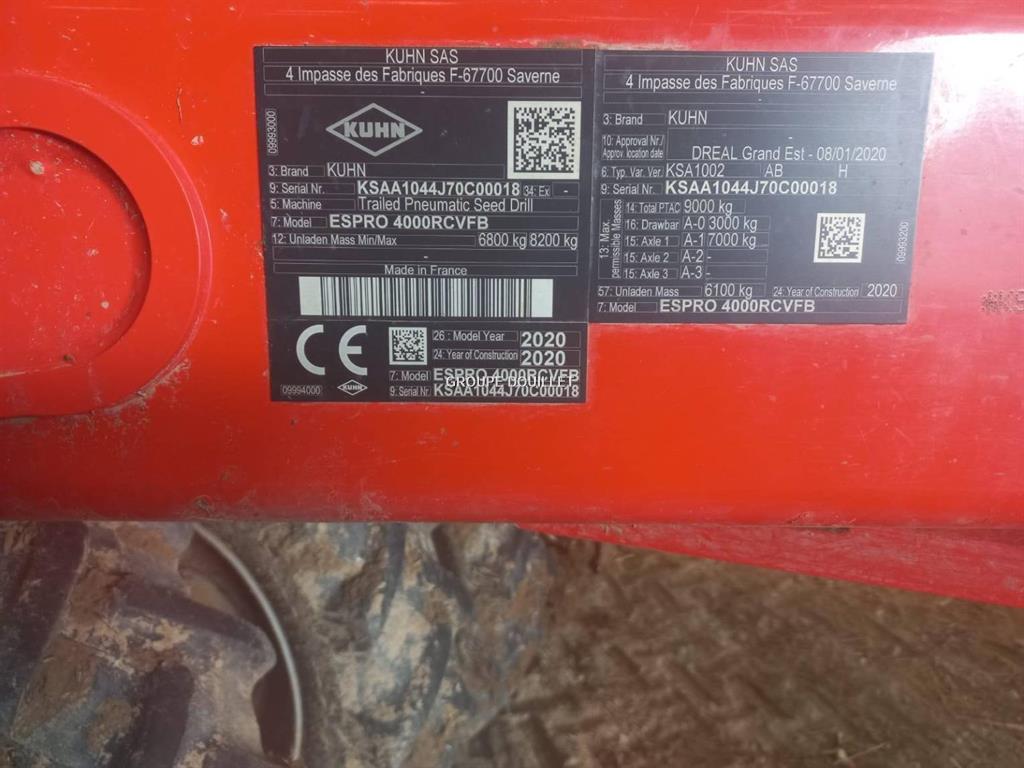 KUHN SAS
4 Impasse des Fabriques F-67700 Saverne
09993000
KUHN
3: Brand KUHN
9: Serial Nr. KSAA1044J70C00018 34: Ex -
5: Machine Trailed Pneumatic Seed Drill
7: Model ESPRO 4000RCVFB
12: Unladen Mass Min/Max 6800 kg 8200 kg
-
Made in France
CE
09994000
KUHN
26 : Model Year 2020
24: Year of Construction 2020
7: Model ESPRO 4000RCVFB
GROUPE DOUILLET
9: Serial Nr. KSAA1044J70C00018
KUHN SAS
4 Impasse des Fabriques F-67700 Saverne
3: Brand KUHN
10: Approval Nr./ -
Approv. location date DREAL Grand Est - 08/01/2020
6: Typ. Var. Ver. KSA1002 AB H
9: Serial Nr. KSAA1044J70C00018
13: Max. permissible Masses
14: Total PTAC 9000 kg
16: Drawbar A-0 3000 kg
15: Axle 1 A-1 7000 kg
15: Axle 2 A-2 -
15: Axle 3 A-3 -
09993200
57: Unladen Mass 6100 kg 24: Year of Construction 2020
7: Model ESPRO 4000RCVFB